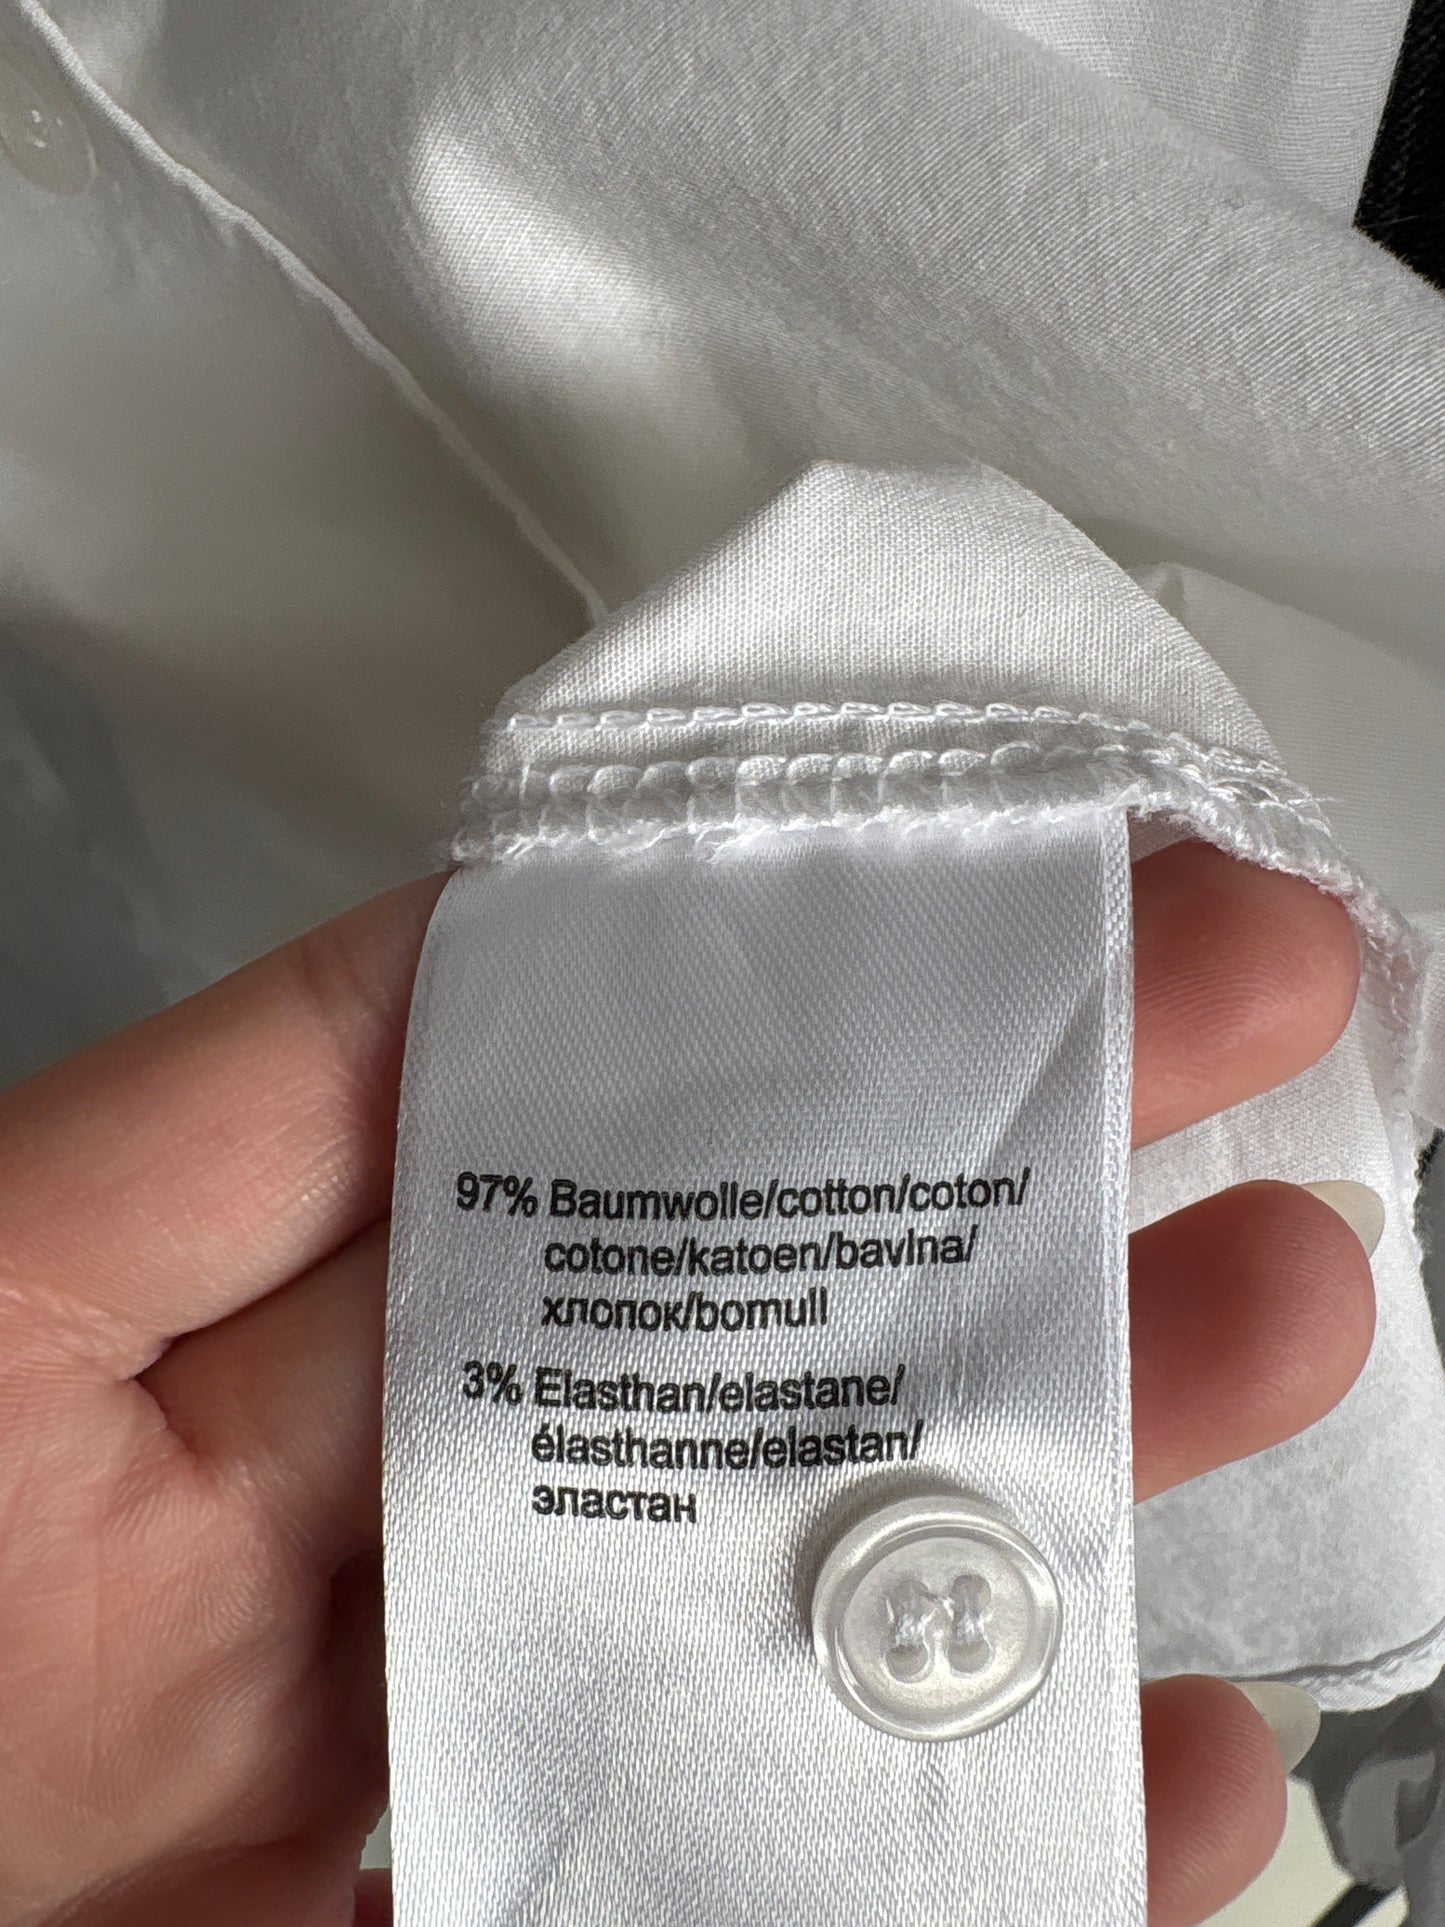 97% Baumwolle/cotton/coton/
cotone/katoen/bavlna/
хлопок/bomull
3% Elasthan/elastane/
élasthanne/elastan/
эластан